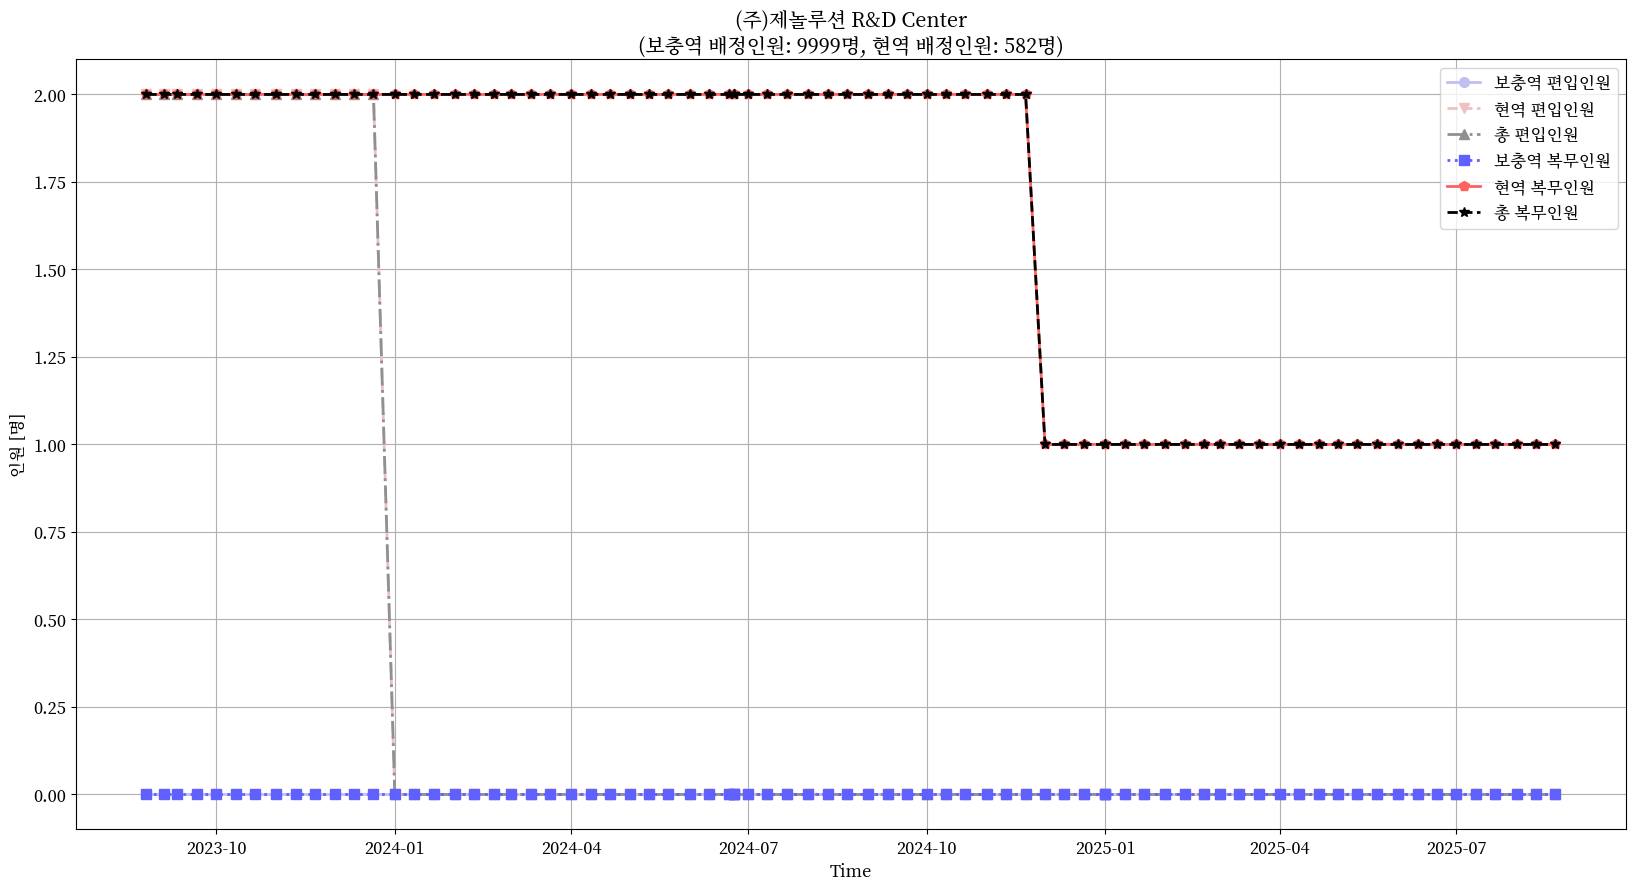 (주)제놀루션 R&D Center
(보충역 배정인원: 9999명, 현역 배정인원: 582명)
보충역 편입인원
현역 편입인원
총 편입인원
보충역 복무인원
현역 복무인원
총 복무인원
인원 [명]
2.00
1.75
1.50
1.25
1.00
0.75
0.50
0.25
0.00
2023-10
2024-01
2024-04
2024-07
2024-10
2025-01
2025-04
2025-07
Time